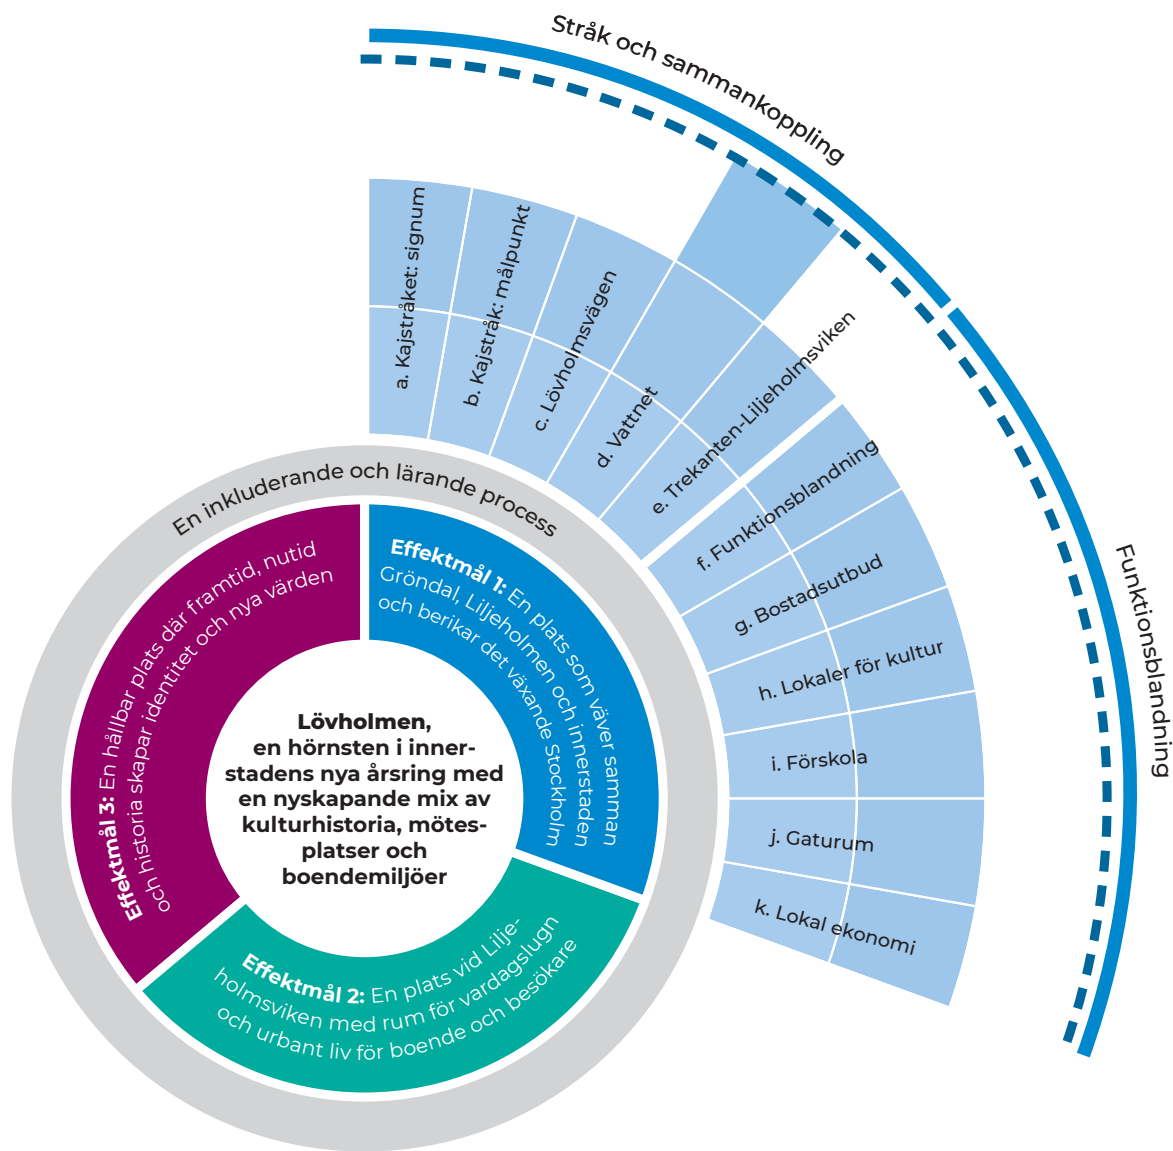 Stråk och sammankoppling
Funktionsblandning
a. Kajstråket: signum
b. Kajstråk: målpunkt
c. Lövholmsvägen
d. Vattnet
e. Trekanten-Liljeholmsviken
f. Funktionsblandning
g. Bostadsutbud
h. Lokaler för kultur
i. Förskola
j. Gaturum
k. Lokal ekonomi
En inkluderande och lärande process
Effektmål 1: En plats som väver samman
Gröndal, Liljeholmen och innerstaden
och berikar det växande Stockholm
Effektmål 2: En plats vid Lilje-
holmsviken med rum för vardagslugn
och urbant liv för boende och besökare
Effektmål 3: En hållbar plats där framtid, nutid
och historia skapar identitet och nya värden
Lövholmen,
en hörnsten i inner-
stadens nya årsring med
en nyskapande mix av
kulturhistoria, mötes-
platser och
boendemiljöer